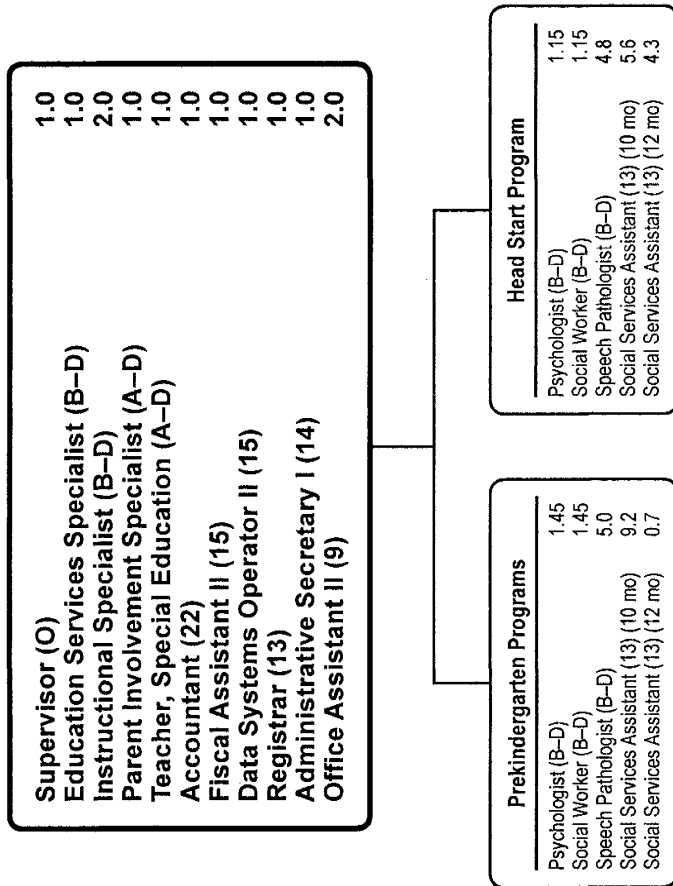 Supervisor (O) 1.0
Education Services Specialist (B–D) 1.0
Instructional Specialist (B–D) 2.0
Parent Involvement Specialist (A–D) 1.0
Teacher, Special Education (A–D) 1.0
Accountant (22) 1.0
Fiscal Assistant II (15) 1.0
Data Systems Operator II (15) 1.0
Registrar (13) 1.0
Administrative Secretary I (14) 1.0
Office Assistant II (9) 2.0
Prekindergarten Programs
Psychologist (B–D) 1.45
Social Worker (B–D) 1.45
Speech Pathologist (B–D) 5.0
Social Services Assistant (13) (10 mo) 9.2
Social Services Assistant (13) (12 mo) 0.7
Head Start Program
Psychologist (B–D) 1.15
Social Worker (B–D) 1.15
Speech Pathologist (B–D) 4.8
Social Services Assistant (13) (10 mo) 5.6
Social Services Assistant (13) (12 mo) 4.3